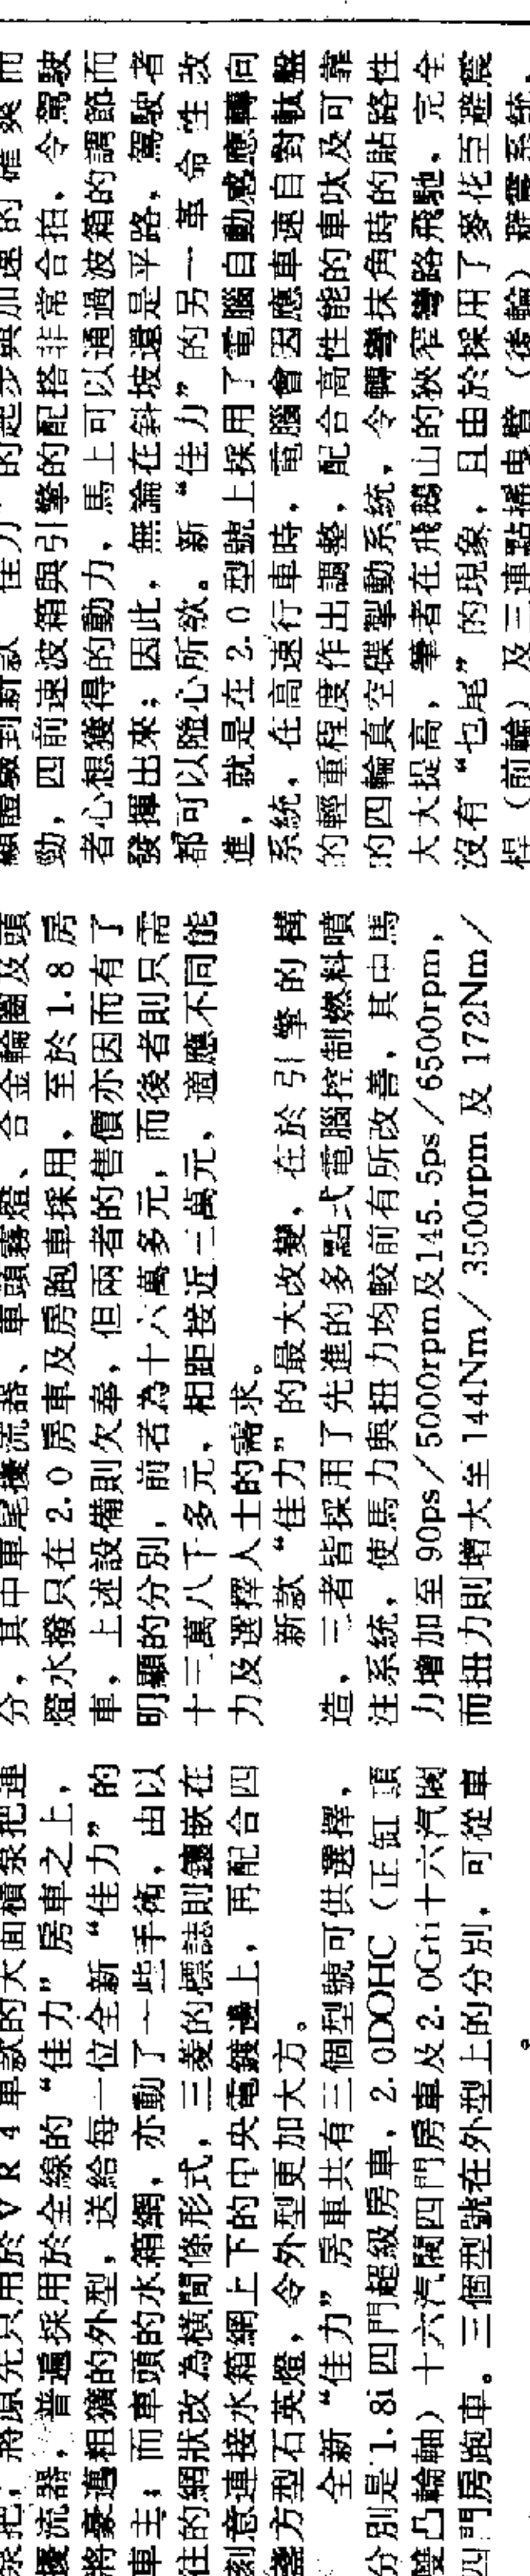 泵把，將原先只用於VR4車款的大面積泵把連
擾流器，普遍採用於全線的“佳力”房車之上，
將豪邁粗獷的外型，送給每一位全新“佳力”的
車主；而車頭的水箱網，亦動了一些手術，由以
往的網狀改為橫間條形式，三菱的標誌則鑲嵌在
刻意連接水箱網上下的中央電鍍邊上，再配合四
盞方型石英燈，令外型更加大方。
全新“佳力”房車共有三個型號可供選擇，
分別是1.8i四門超級房車，2.0DOHC（正缸頂
雙凸輪軸）十六汽閥四門房車及2.0Gti十六汽閥
四門房跑車。三個型號在外型上的分別，可從車
分，其中車尾擾流器、車頭霧燈、合金輪圈及頭
燈水撥只在2.0房車及房跑車採用，至於1.8房
車，上述設備則欠奉，但兩者的售價亦因而有了
明顯的分別，前者為十六萬多元，而後者則只需
十三萬八千多元，相距接近三萬元，適應不同能
力及選擇人士的需求。
新款“佳力”的最大改變，在於引擎的構
造，三者皆採用了先進的多點式電腦控制燃料噴
注系統，使馬力與扭力均較前有所改善，其中馬
力增加至90ps/5000rpm及145.5ps/6500rpm，
而扭力則增大至144Nm/3500rpm及172Nm/
顯體驗到新款“佳力”的起步與加速的確爽而
勁，四前速波箱與引擎的配搭非常合拍，令駕駛
者心想獲得的動力，馬上可以通過波箱的調節而
發揮出來；因此，無論在斜坡還是平路，駕駛者
都可以隨心所欲。新“佳力”的另一革命性改
進，就是在2.0型號上採用了電腦自動感應轉向
系統，在高速行車時，電腦會因應車速自對軚盤
的輕重程度作出調整，配合高性能的車呔及可靠
的四輪真空碟掣動系統，令轉彎抹角時的貼路性
大大提高，筆者在飛鵝山的狹窄彎路飛馳，完全
沒有“乜尾”的現象，且由於採用了麥花臣避震
桿（前輪）及三連點搖曳臂（後輪）避震系統，